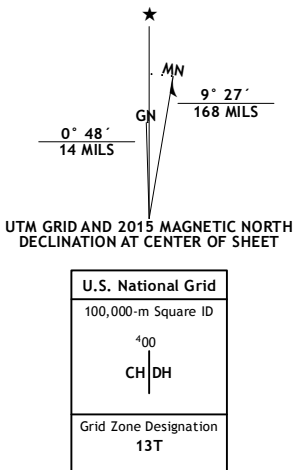 ★
MN
GN
9° 27´
168 MILS
0° 48´
14 MILS
UTM GRID AND 2015 MAGNETIC NORTH
DECLINATION AT CENTER OF SHEET
U.S. National Grid
100,000-m Square ID
⁴00
CH DH
Grid Zone Designation
13T